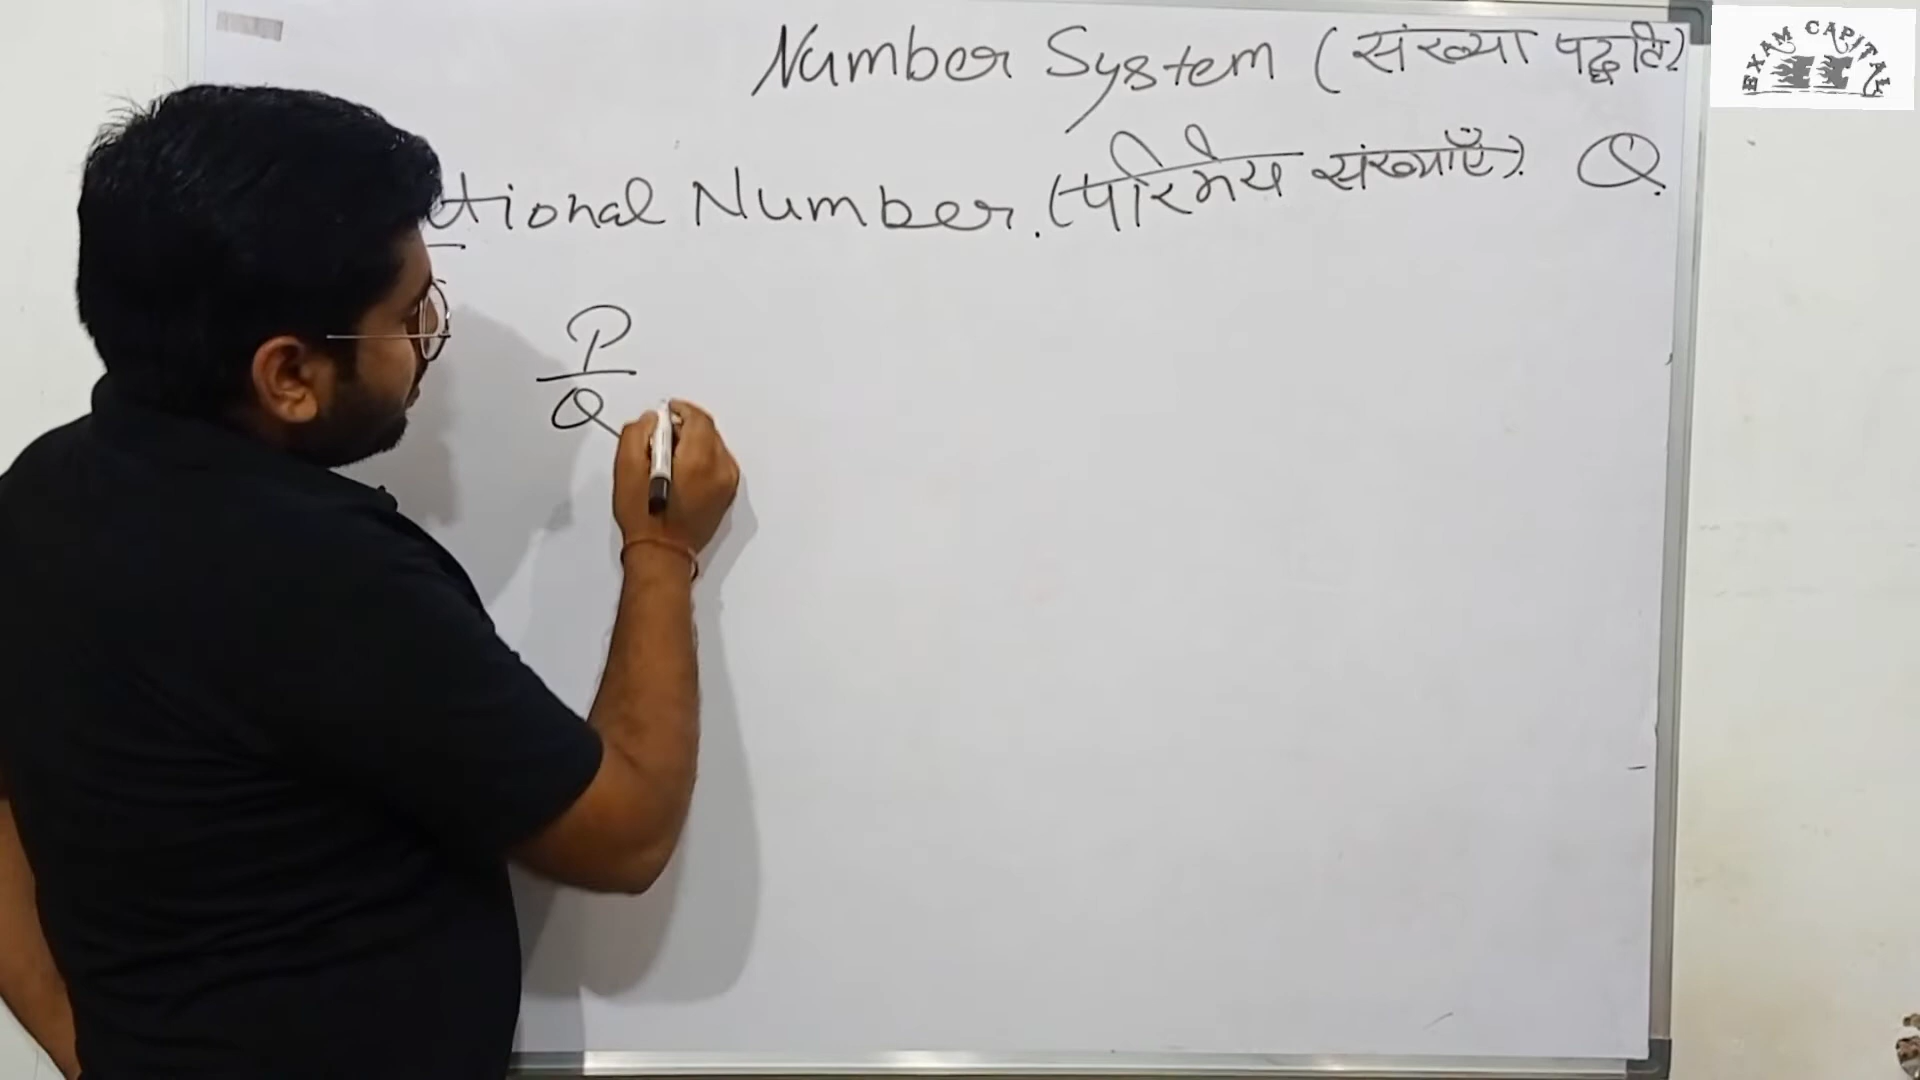 Number System (संख्या पद्धति)
EXAM CAPITAL
tional Number. (परिमेय संख्याएँ). Q.
P
Q